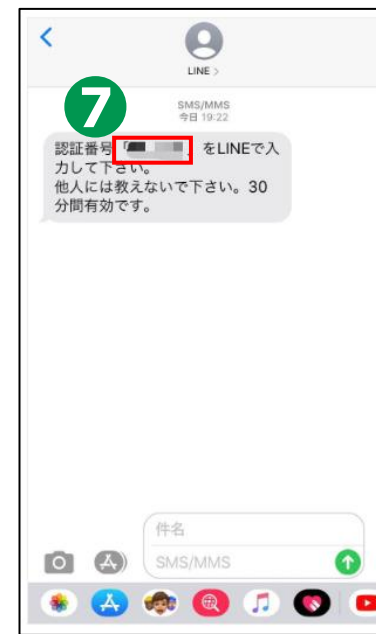 LINE >
7
SMS/MMS
今日 19:22
認証番号「 」をLINEで入
力して下さい。
他人には教えないで下さい。30
分間有効です。
件名
SMS/MMS